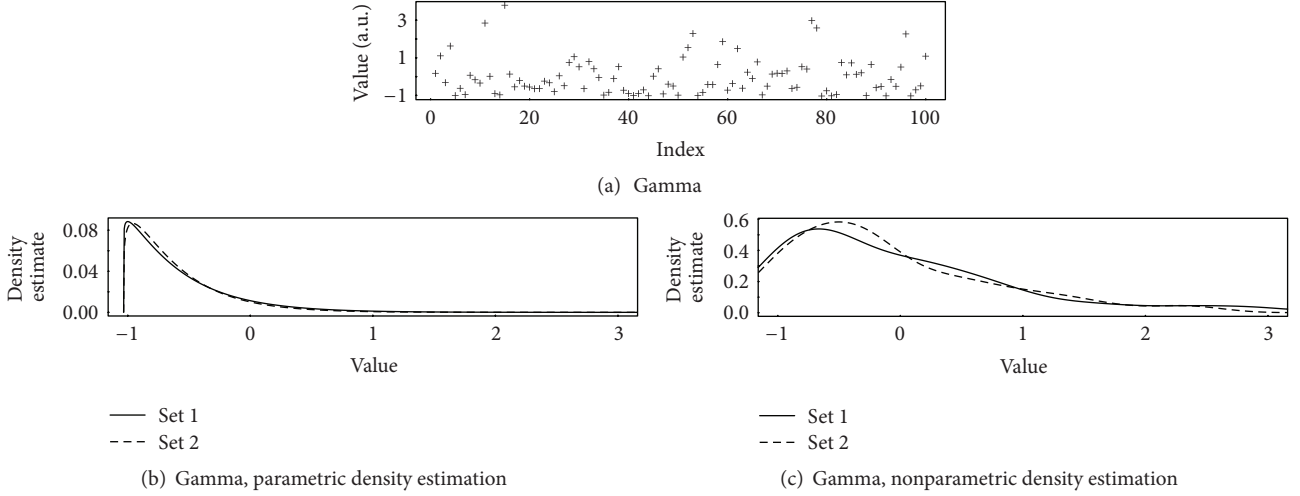 Value (a.u.)
3
1
−1
0 20 40 60 80 100
Index
(a) Gamma
Density
estimate
0.08
0.04
0.00
−1 0 1 2 3
Value
Set 1
Set 2
(b) Gamma, parametric density estimation
Density
estimate
0.6
0.4
0.2
0.0
−1 0 1 2 3
Value
Set 1
Set 2
(c) Gamma, nonparametric density estimation